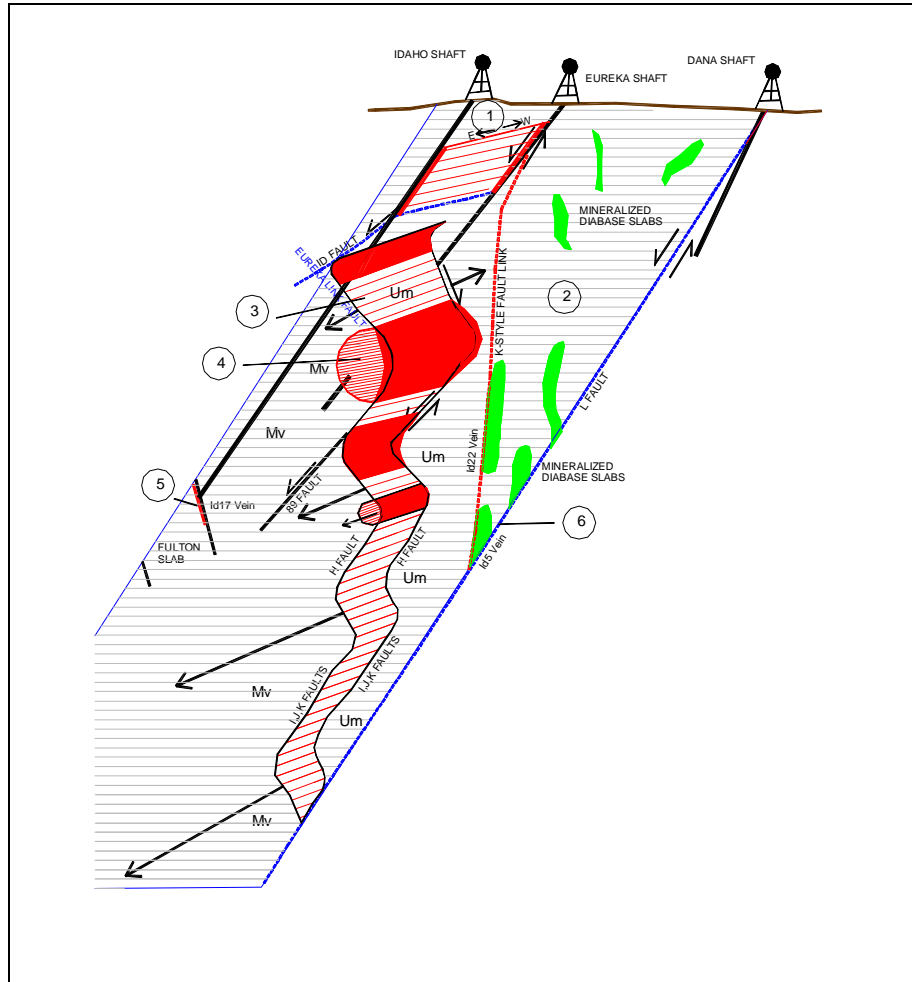 IDAHO SHAFT
EUREKA SHAFT
DANA SHAFT
1
E
W
MINERALIZED
DIABASE SLABS
ID FAULT
EUREKA LINK FAULT
K-STYLE FAULT LINK
3
Um
2
4
Mv
L FAULT
Mv
Um
Id22 Vein
MINERALIZED
DIABASE SLABS
5
Id17 Vein
89 FAULT
6
FULTON
SLAB
H FAULT
H FAULT
Id5 Vein
Um
I,J,K FAULTS
I,J,K FAULTS
Mv
Um
Mv